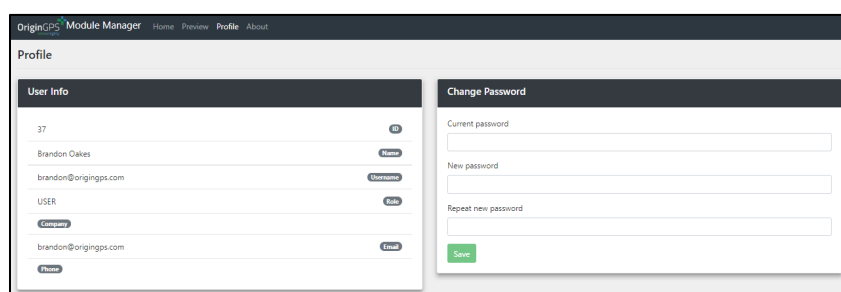 OriginGPS Module Manager Home Preview Profile About
Profile
User Info
37 ID
Brandon Oakes Name
brandon@origingps.com Username
USER Role
Company
brandon@origingps.com Email
Phone
Change Password
Current password
New password
Repeat new password
Save